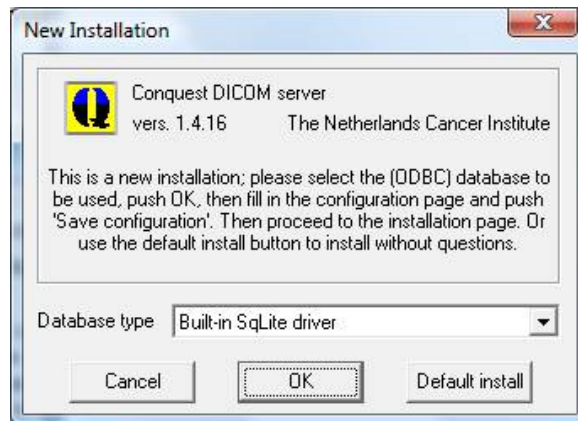 New Installation
Conquest DICOM server
vers. 1.4.16 The Netherlands Cancer Institute
This is a new installation; please select the (ODBC) database to
be used, push OK, then fill in the configuration page and push
'Save configuration'. Then proceed to the installation page. Or
use the default install button to install without questions.
Database type Built-in SqLite driver
Cancel OK Default install